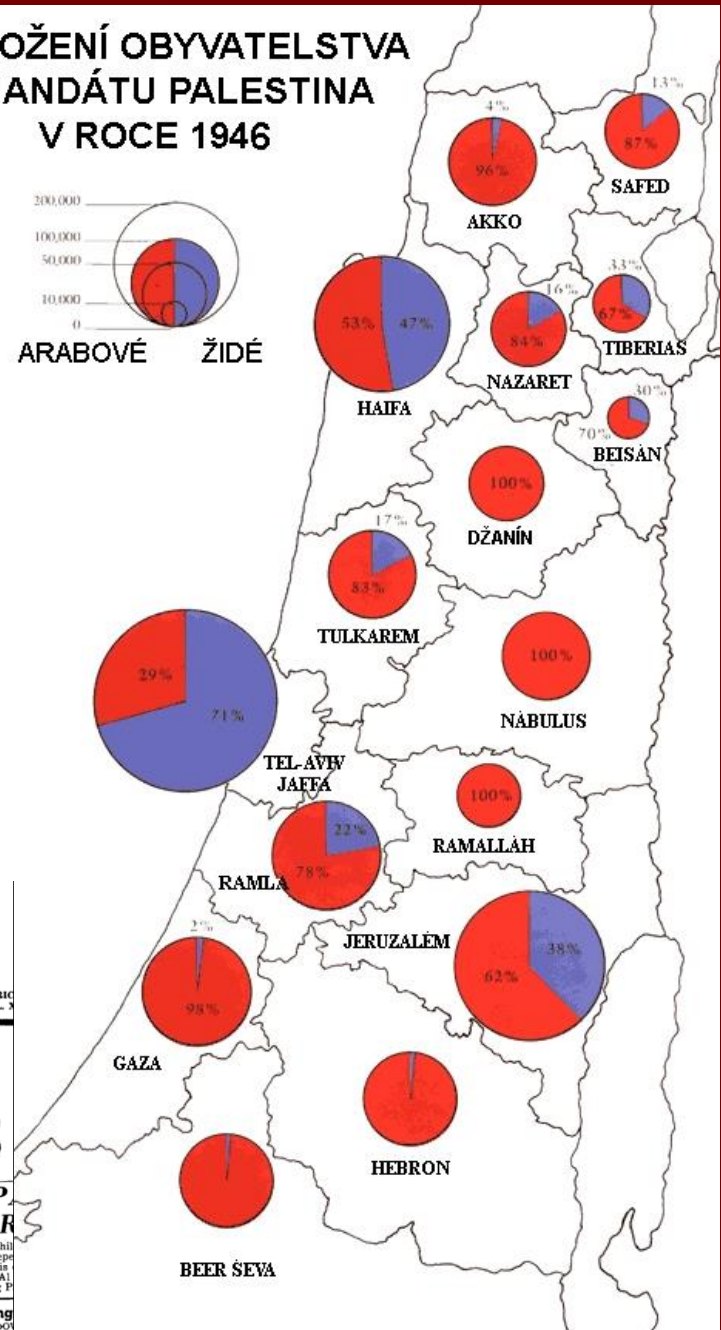 OŽENÍ OBYVATELSTVA
ANDÁTU PALESTINA
V ROCE 1946
200,000
100,000
50,000
10,000
0
ARABOVÉ ŽIDÉ
4%
96%
AKKO
13%
87%
SAFED
53% 47%
HAIFA
16%
84%
NAZARET
33%
67%
TIBERIAS
30%
70%
BEISÁN
100%
DŽANÍN
17%
83%
TULKAREM
100%
NÁBULUS
29%
71%
TEL-AVIV
JAFFA
100%
RAMALLÁH
22%
78%
RAMLA
JERUZALÉM
38%
62%
2%
98%
GAZA
HEBRON
BEER ŠEVA